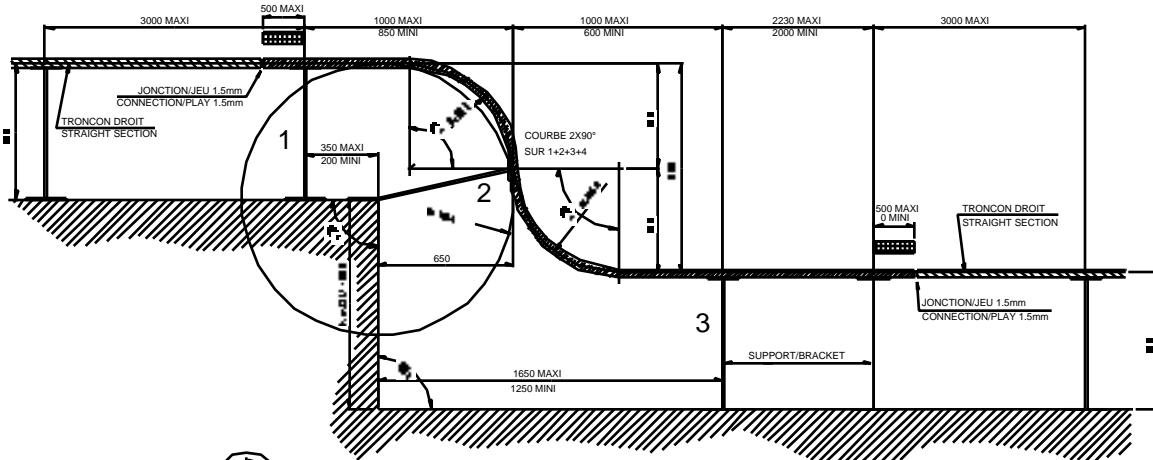 500 MAXI
3000 MAXI
1000 MAXI
850 MINI
1000 MAXI
600 MINI
2230 MAXI
2000 MINI
3000 MAXI
JONCTION/JEU 1.5mm
CONNECTION/PLAY 1.5mm
TRONCON DROIT
STRAIGHT SECTION
1
350 MAXI
200 MINI
COURBE 2X90°
SUR 1+2+3+4
2
500 MAXI
0 MINI
TRONCON DROIT
STRAIGHT SECTION
650
JONCTION/JEU 1.5mm
CONNECTION/PLAY 1.5mm
3
SUPPORT/BRACKET
1650 MAXI
1250 MINI